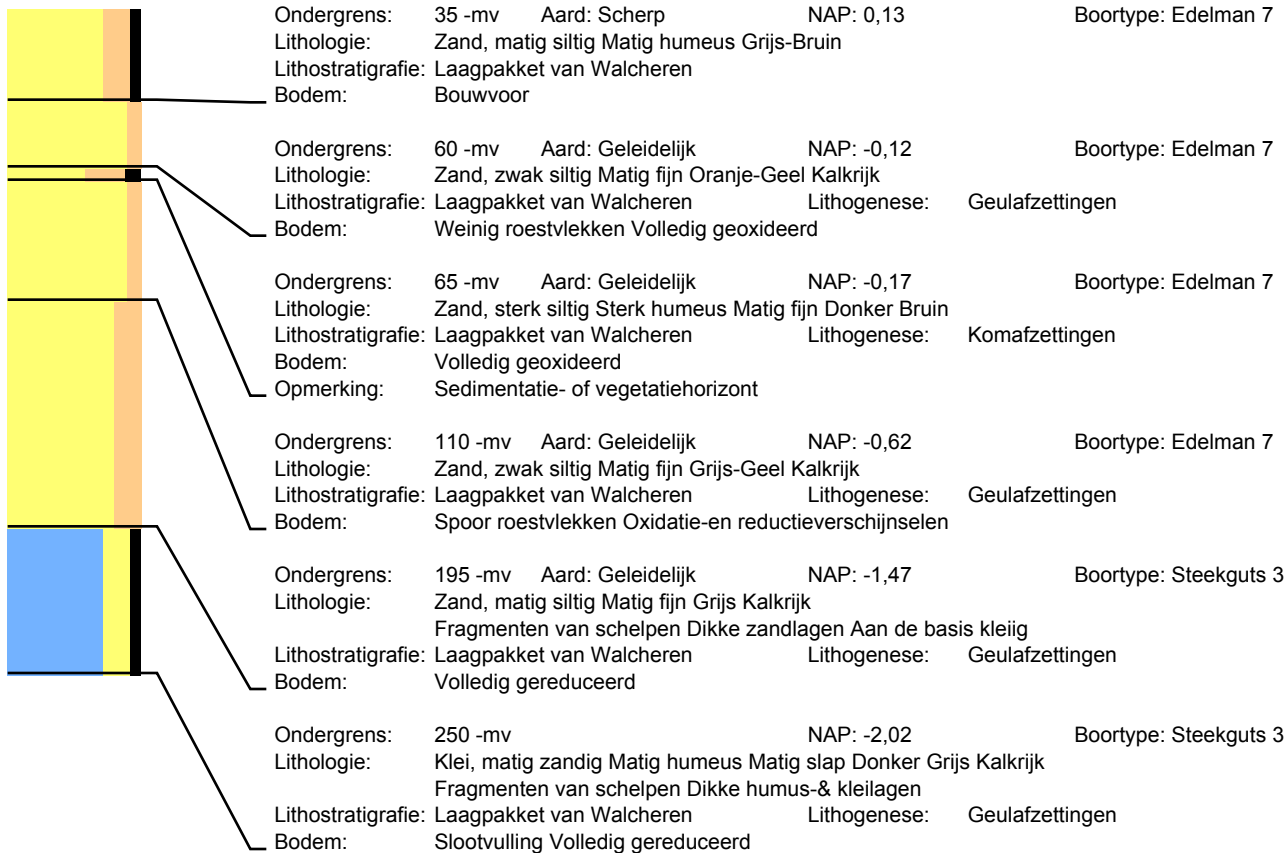 Ondergrens: 35 -mv Aard: Scherp NAP: 0,13 Boortype: Edelman 7
Lithologie: Zand, matig siltig Matig humeus Grijs-Bruin
Lithostratigrafie: Laagpakket van Walcheren
Bodem: Bouwvoor
Ondergrens: 60 -mv Aard: Geleidelijk NAP: -0,12 Boortype: Edelman 7
Lithologie: Zand, zwak siltig Matig fijn Oranje-Geel Kalkrijk
Lithostratigrafie: Laagpakket van Walcheren Lithogenese: Geulafzettingen
Bodem: Weinig roestvlekken Volledig geoxideerd
Ondergrens: 65 -mv Aard: Geleidelijk NAP: -0,17 Boortype: Edelman 7
Lithologie: Zand, sterk siltig Sterk humeus Matig fijn Donker Bruin
Lithostratigrafie: Laagpakket van Walcheren Lithogenese: Komafzettingen
Bodem: Volledig geoxideerd
Opmerking: Sedimentatie- of vegetatiehorizont
Ondergrens: 110 -mv Aard: Geleidelijk NAP: -0,62 Boortype: Edelman 7
Lithologie: Zand, zwak siltig Matig fijn Grijs-Geel Kalkrijk
Lithostratigrafie: Laagpakket van Walcheren Lithogenese: Geulafzettingen
Bodem: Spoor roestvlekken Oxidatie-en reductieverschijnselen
Ondergrens: 195 -mv Aard: Geleidelijk NAP: -1,47 Boortype: Steekguts 3
Lithologie: Zand, matig siltig Matig fijn Grijs Kalkrijk
Fragmenten van schelpen Dikke zandlagen Aan de basis kleiig
Lithostratigrafie: Laagpakket van Walcheren Lithogenese: Geulafzettingen
Bodem: Volledig gereduceerd
Ondergrens: 250 -mv NAP: -2,02 Boortype: Steekguts 3
Lithologie: Klei, matig zandig Matig humeus Matig slap Donker Grijs Kalkrijk
Fragmenten van schelpen Dikke humus-& kleilagen
Lithostratigrafie: Laagpakket van Walcheren Lithogenese: Geulafzettingen
Bodem: Slootvulling Volledig gereduceerd